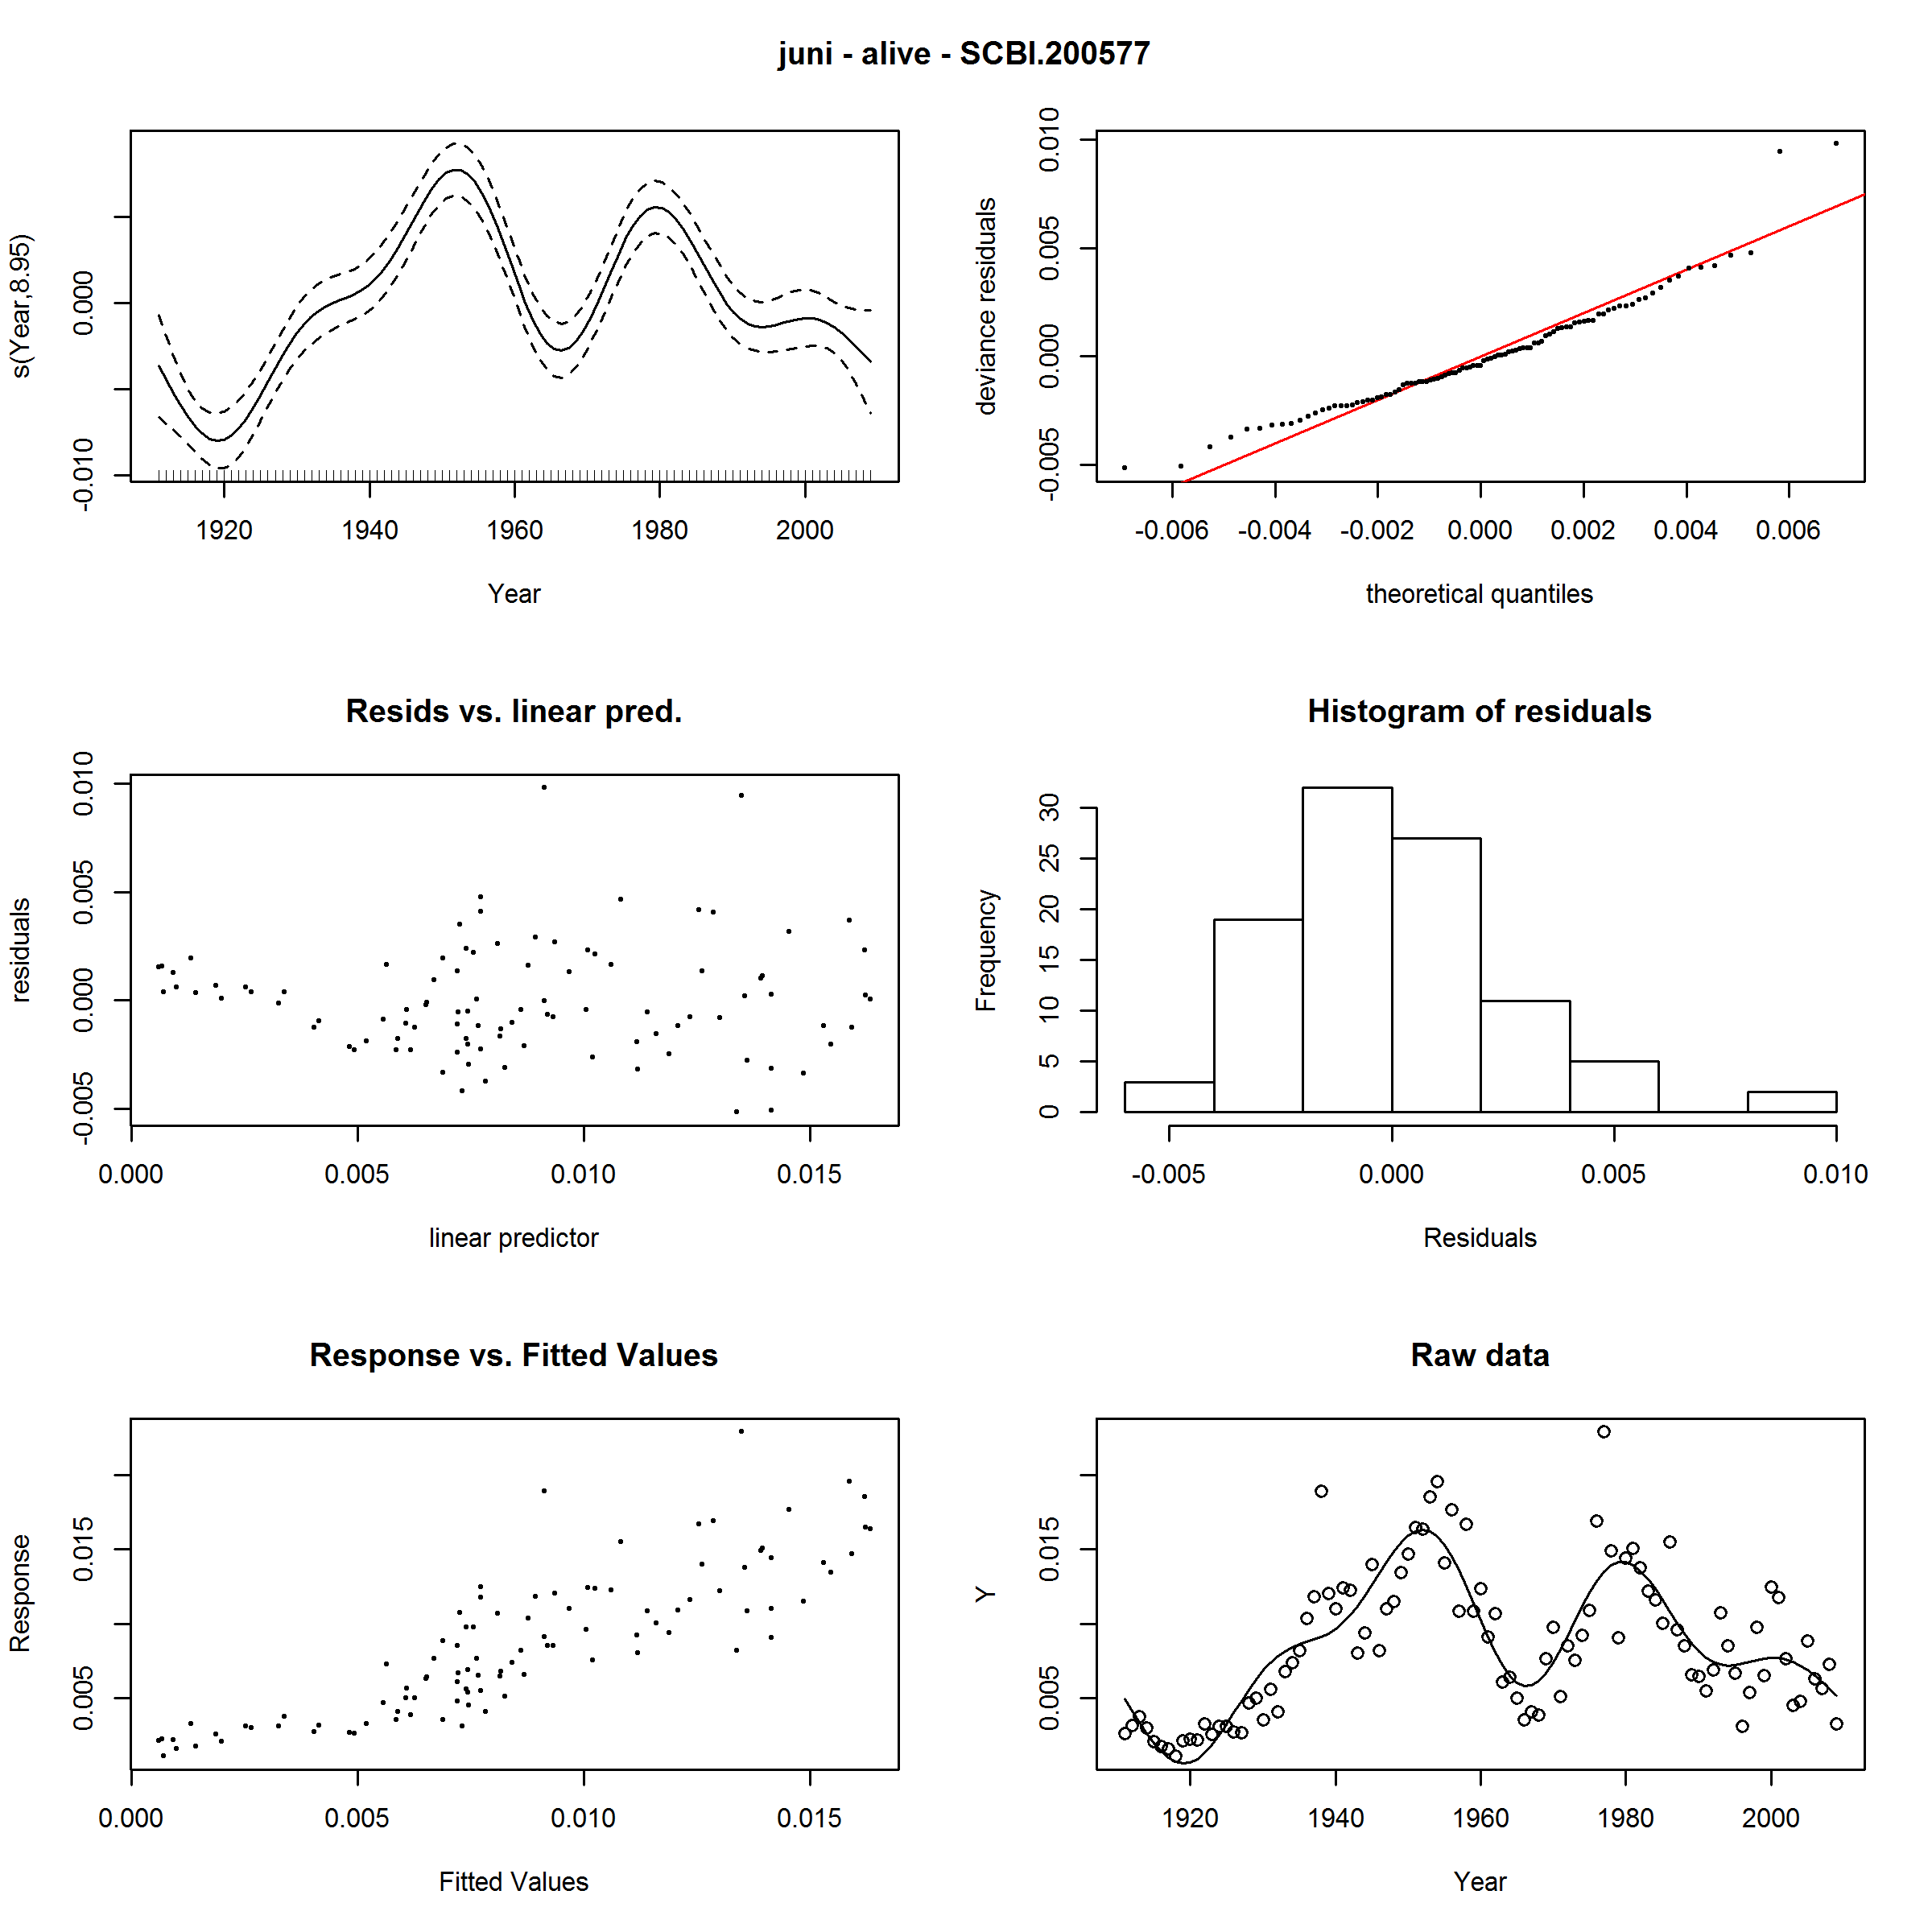 juni - alive - SCBI.200577
s(Year,8.95)
-0.010 0.000
1920 1940 1960 1980 2000
Year
deviance residuals
-0.005 0.000 0.005 0.010
-0.006 -0.004 -0.002 0.000 0.002 0.004 0.006
theoretical quantiles
Resids vs. linear pred.
residuals
-0.005 0.000 0.005 0.010
0.000 0.005 0.010 0.015
linear predictor
Histogram of residuals
Frequency
0 5 10 15 20 25 30
-0.005 0.000 0.005 0.010
Residuals
Response vs. Fitted Values
Response
0.005 0.015
0.000 0.005 0.010 0.015
Fitted Values
Raw data
Y
0.005 0.015
1920 1940 1960 1980 2000
Year